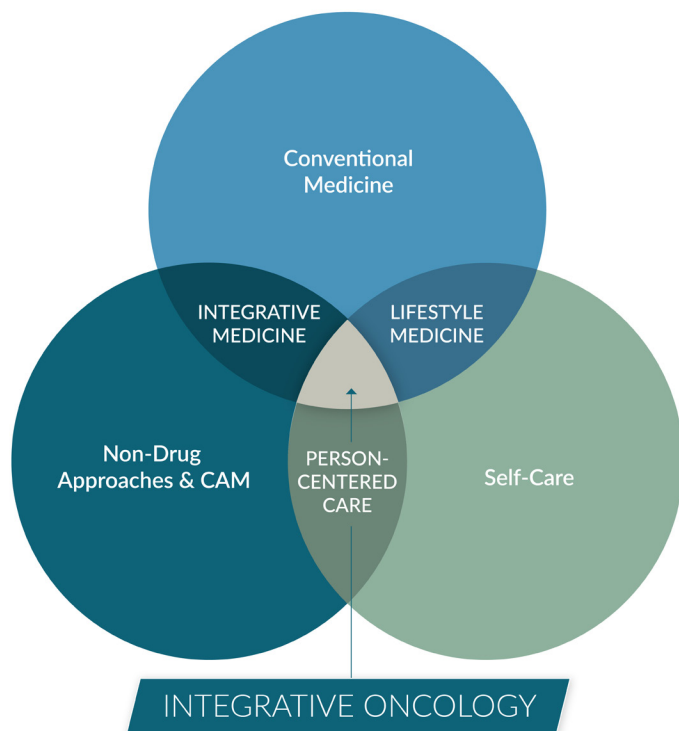 Conventional
Medicine
INTEGRATIVE
MEDICINE
LIFESTYLE
MEDICINE
Non-Drug
Approaches & CAM
PERSON-
CENTERED
CARE
Self-Care
INTEGRATIVE ONCOLOGY